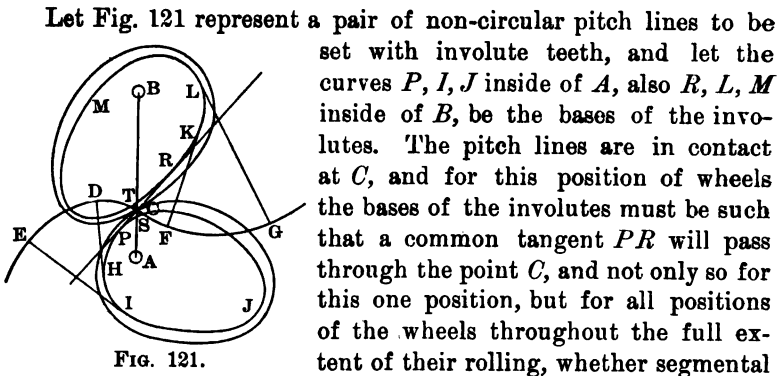 Let Fig. 121 represent a pair of non-circular pitch lines to be
set with involute teeth, and let the
curves P, I, J inside of A, also R, L, M
inside of B, be the bases of the invo-
lutes. The pitch lines are in contact
at C, and for this position of wheels
the bases of the involutes must be such
that a common tangent PR will pass
through the point C, and not only so for
this one position, but for all positions
of the wheels throughout the full ex-
tent of their rolling, whether segmental
B
L
M
K
R
D
T
C
S
E
P
F
G
A
H
I
J
Fig. 121.